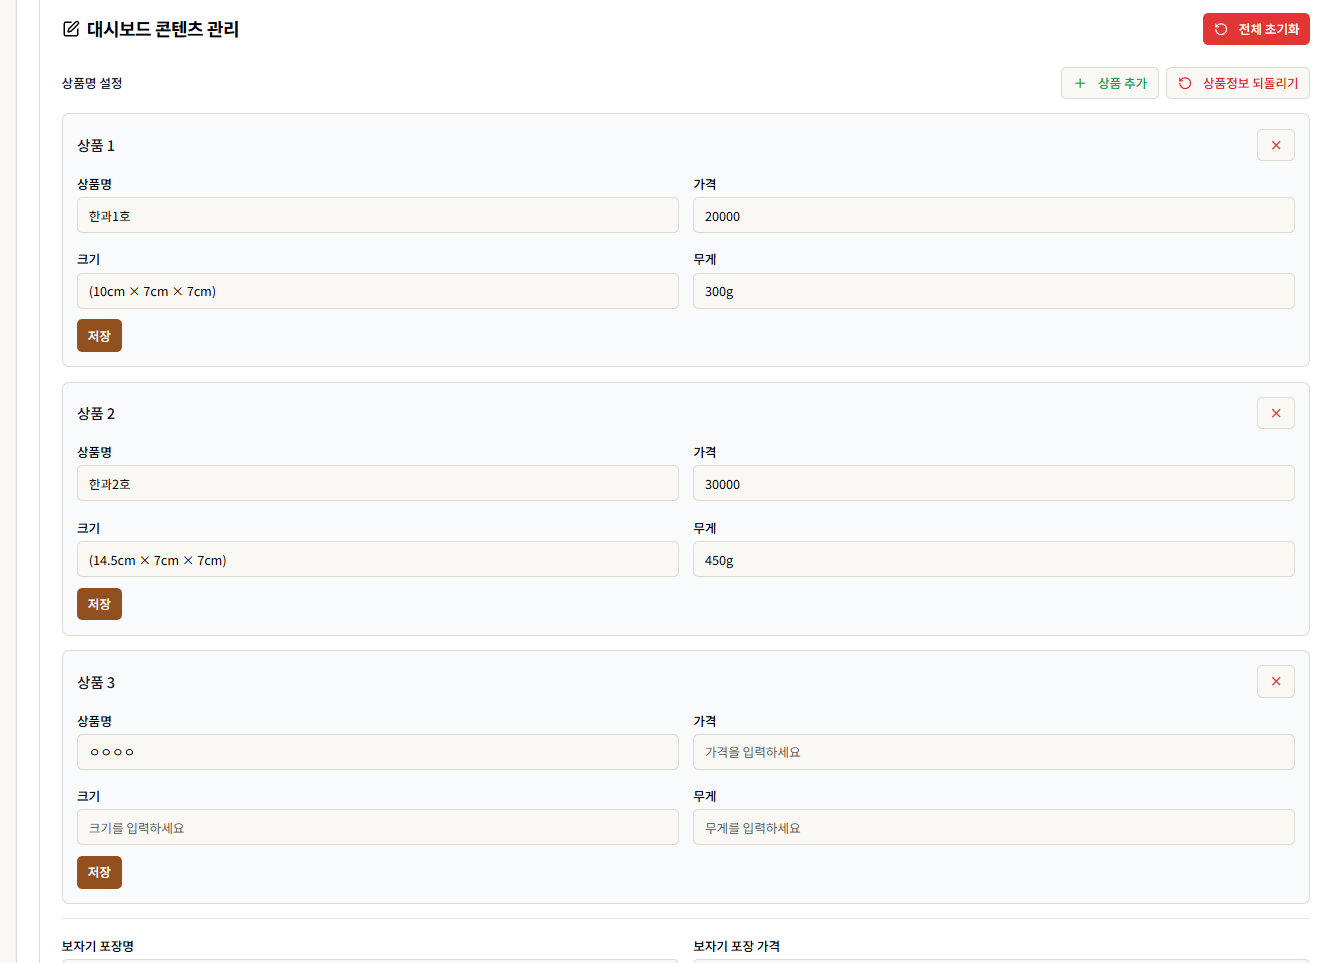 대시보드 콘텐츠 관리
전체 초기화
상품명 설정
상품 추가
상품정보 되돌리기
상품 1
상품명
가격
한과1호
20000
크기
무게
(10cm × 7cm × 7cm)
300g
저장
상품 2
상품명
가격
한과2호
30000
크기
무게
(14.5cm × 7cm × 7cm)
450g
저장
상품 3
상품명
가격
ㅇㅇㅇㅇ
가격을 입력하세요
크기
무게
크기를 입력하세요
무게를 입력하세요
저장
보자기 포장명
보자기 포장 가격